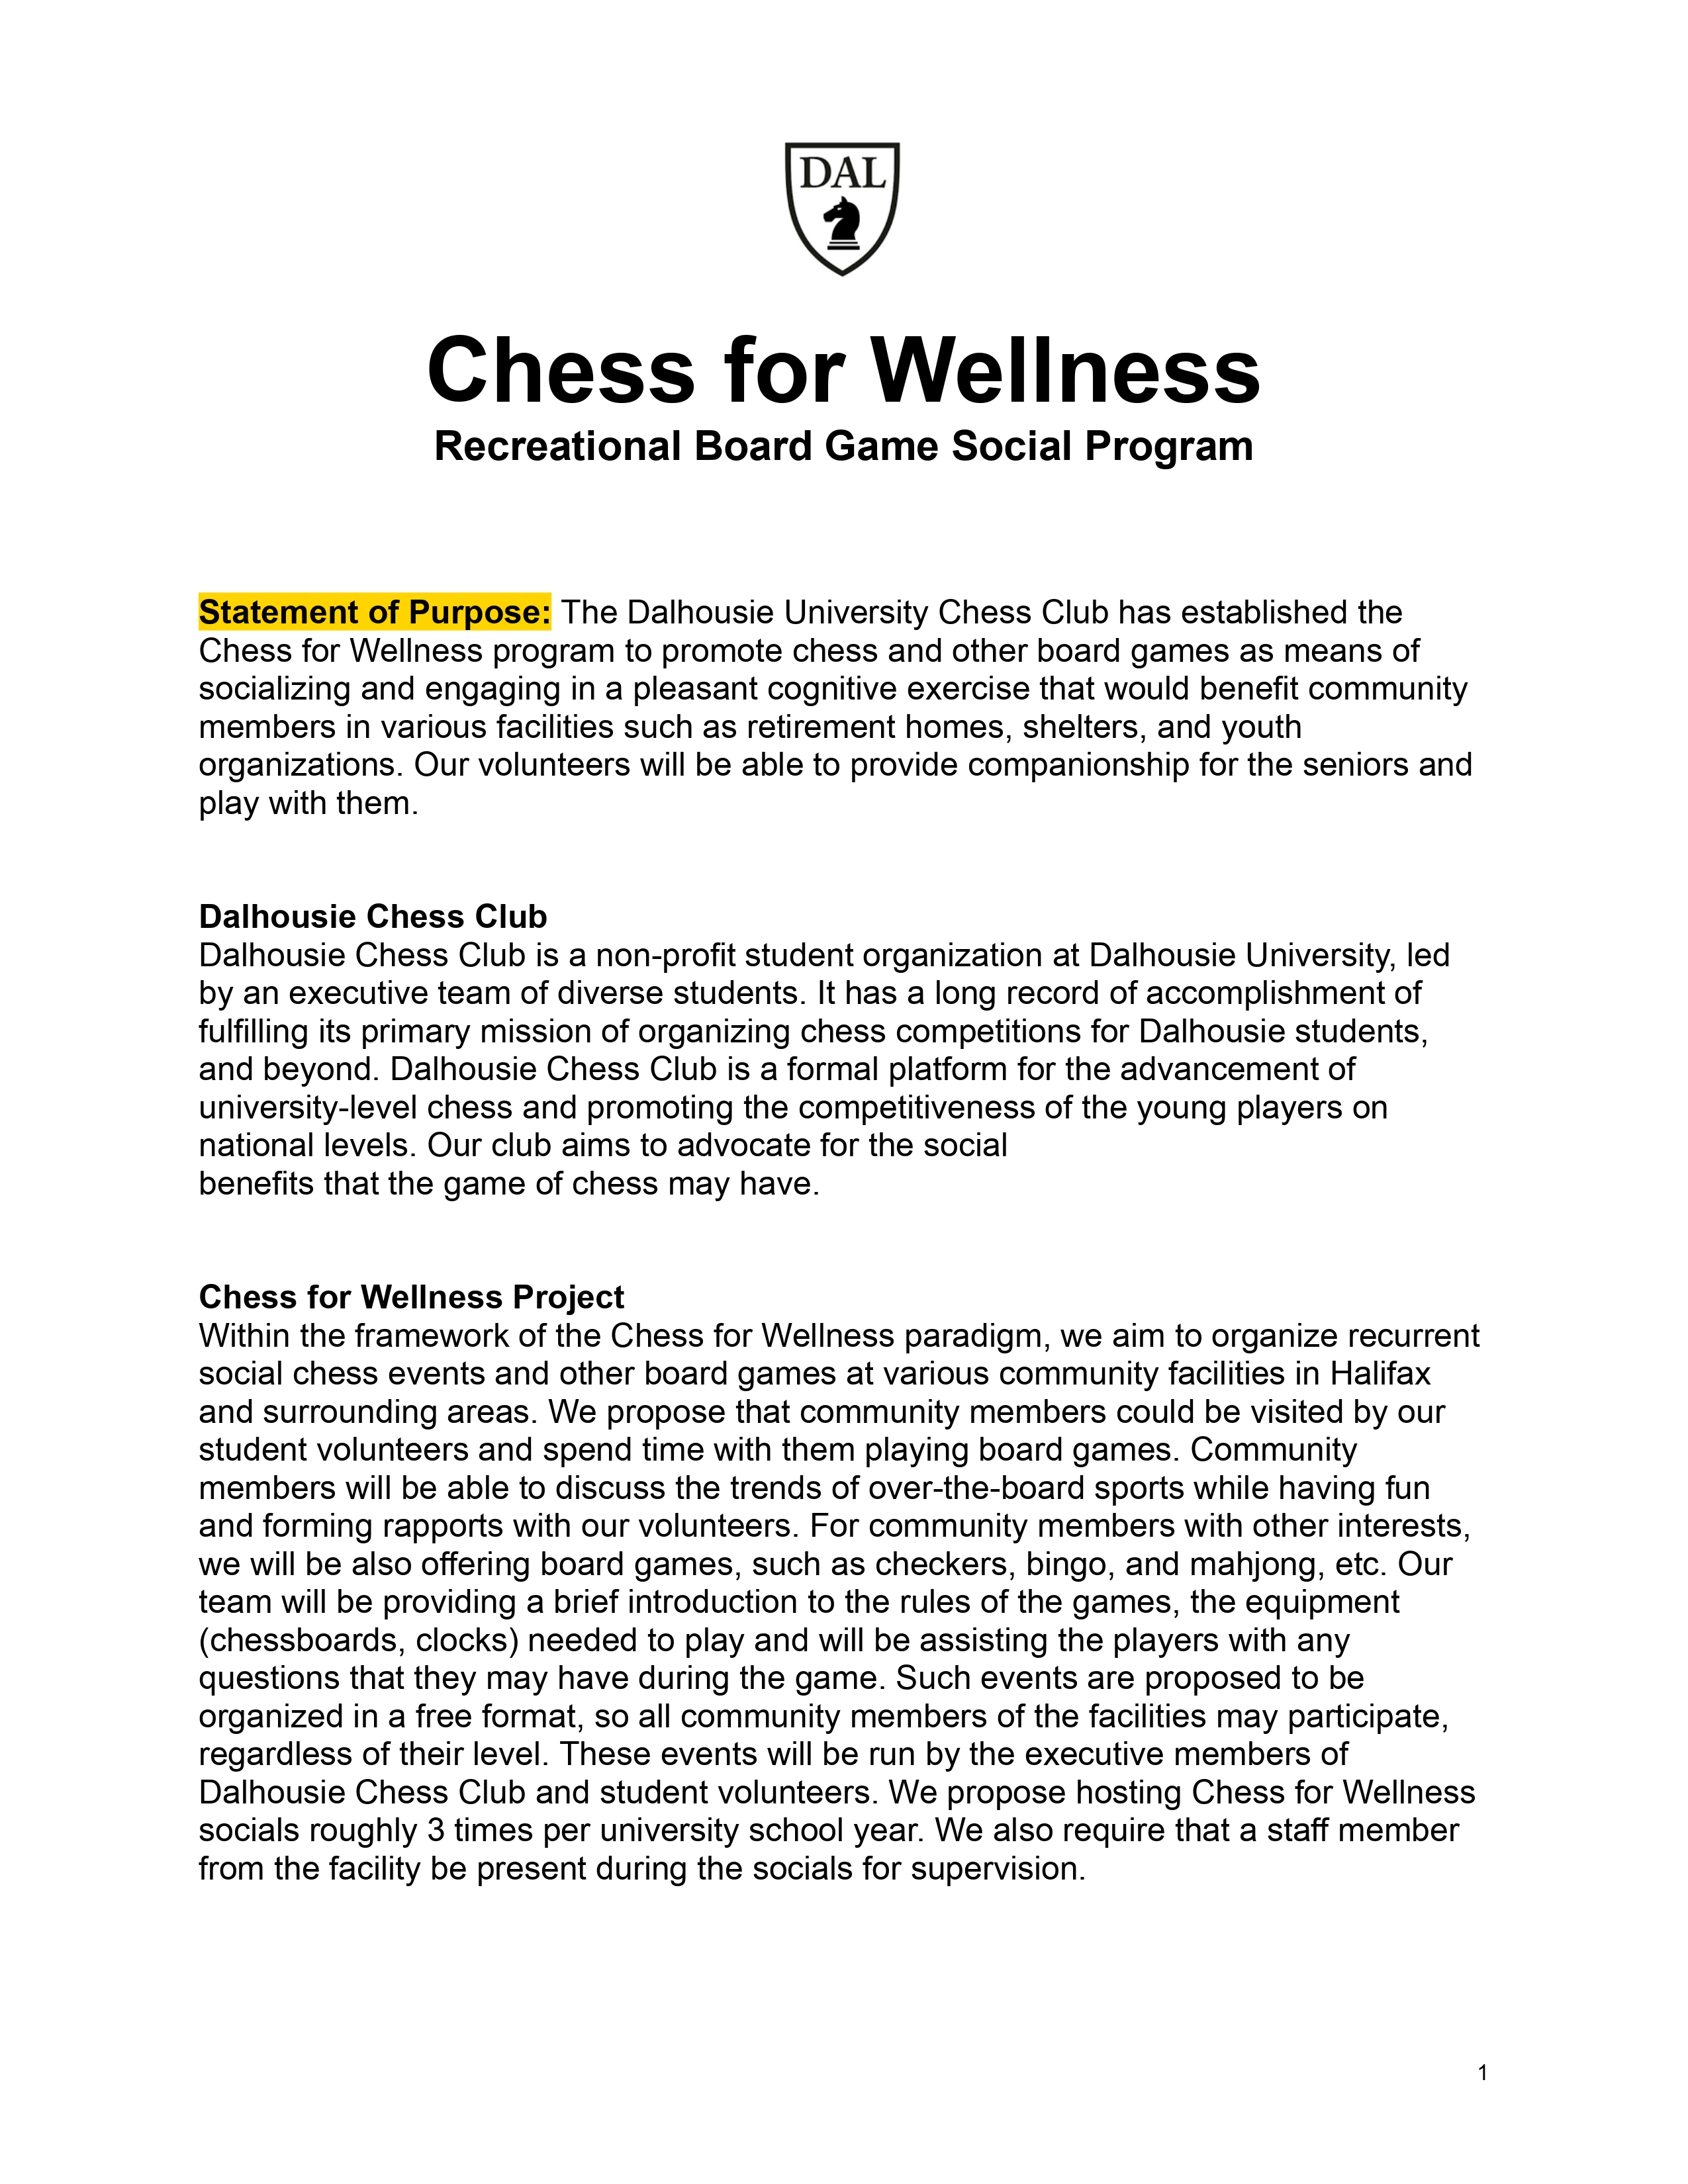 DAL
Chess for Wellness
Recreational Board Game Social Program
Statement of Purpose: The Dalhousie University Chess Club has established the
Chess for Wellness program to promote chess and other board games as means of
socializing and engaging in a pleasant cognitive exercise that would benefit community
members in various facilities such as retirement homes, shelters, and youth
organizations. Our volunteers will be able to provide companionship for the seniors and
play with them.
Dalhousie Chess Club
Dalhousie Chess Club is a non-profit student organization at Dalhousie University, led
by an executive team of diverse students. It has a long record of accomplishment of
fulfilling its primary mission of organizing chess competitions for Dalhousie students,
and beyond. Dalhousie Chess Club is a formal platform for the advancement of
university-level chess and promoting the competitiveness of the young players on
national levels. Our club aims to advocate for the social
benefits that the game of chess may have.
Chess for Wellness Project
Within the framework of the Chess for Wellness paradigm, we aim to organize recurrent
social chess events and other board games at various community facilities in Halifax
and surrounding areas. We propose that community members could be visited by our
student volunteers and spend time with them playing board games. Community
members will be able to discuss the trends of over-the-board sports while having fun
and forming rapports with our volunteers. For community members with other interests,
we will be also offering board games, such as checkers, bingo, and mahjong, etc. Our
team will be providing a brief introduction to the rules of the games, the equipment
(chessboards, clocks) needed to play and will be assisting the players with any
questions that they may have during the game. Such events are proposed to be
organized in a free format, so all community members of the facilities may participate,
regardless of their level. These events will be run by the executive members of
Dalhousie Chess Club and student volunteers. We propose hosting Chess for Wellness
socials roughly 3 times per university school year. We also require that a staff member
from the facility be present during the socials for supervision.
1